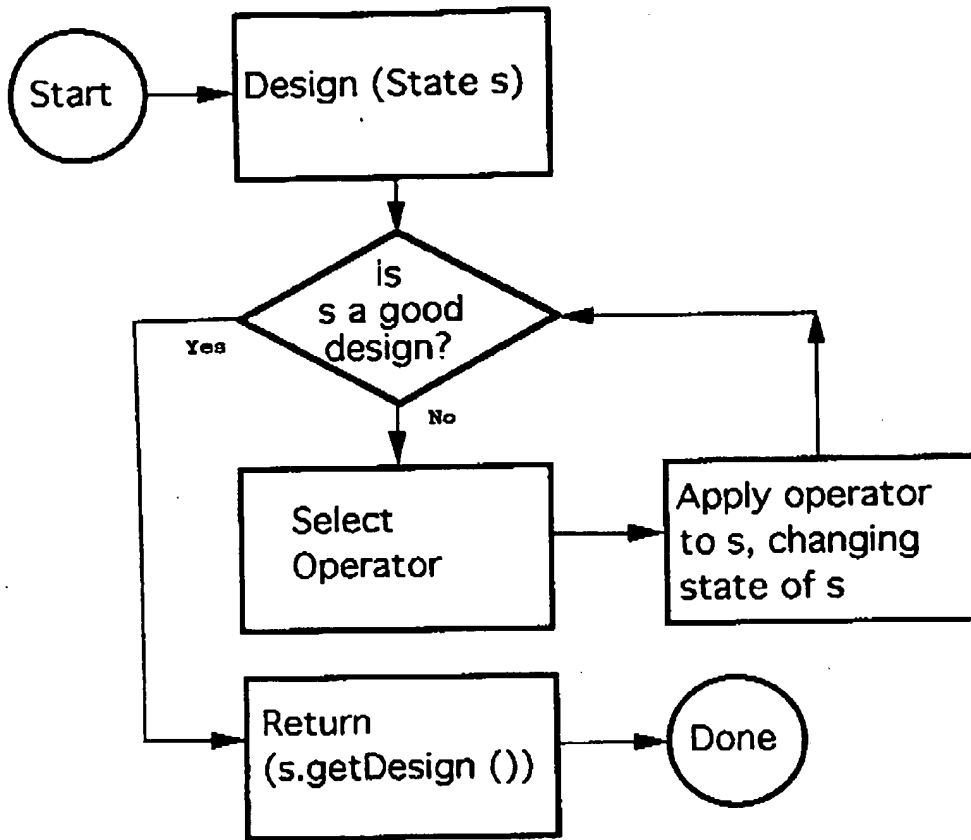 Start
Design (State s)
is
s a good
design?
Yes
No
Select
Operator
Apply operator
to s, changing
state of s
Return
(s.getDesign ())
Done